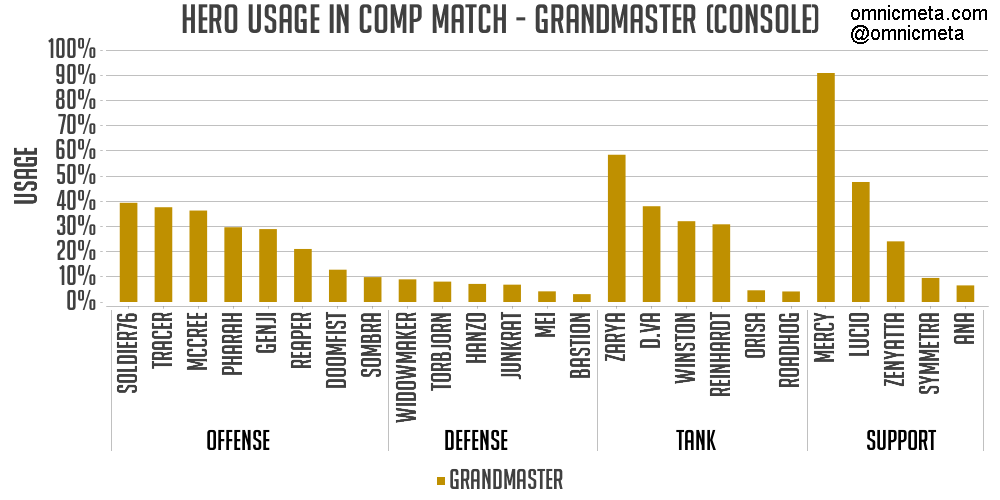 HERO USAGE IN COMP MATCH - GRANDMASTER (CONSOLE)
omnicmeta.com
@omnicmeta
USAGE
100%
90%
80%
70%
60%
50%
40%
30%
20%
10%
0%
SOLDIER76
TRACER
MCCREE
PHARAH
GENJI
REAPER
DOOMFIST
SOMBRA
WIDOWMAKER
TORBJORN
HANZO
JUNKRAT
MEI
BASTION
ZARYA
D.VA
WINSTON
REINHARDT
ORISA
ROADHOG
MERCY
LUCIO
ZENYATTA
SYMMETRA
ANA
OFFENSE
DEFENSE
TANK
SUPPORT
GRANDMASTER